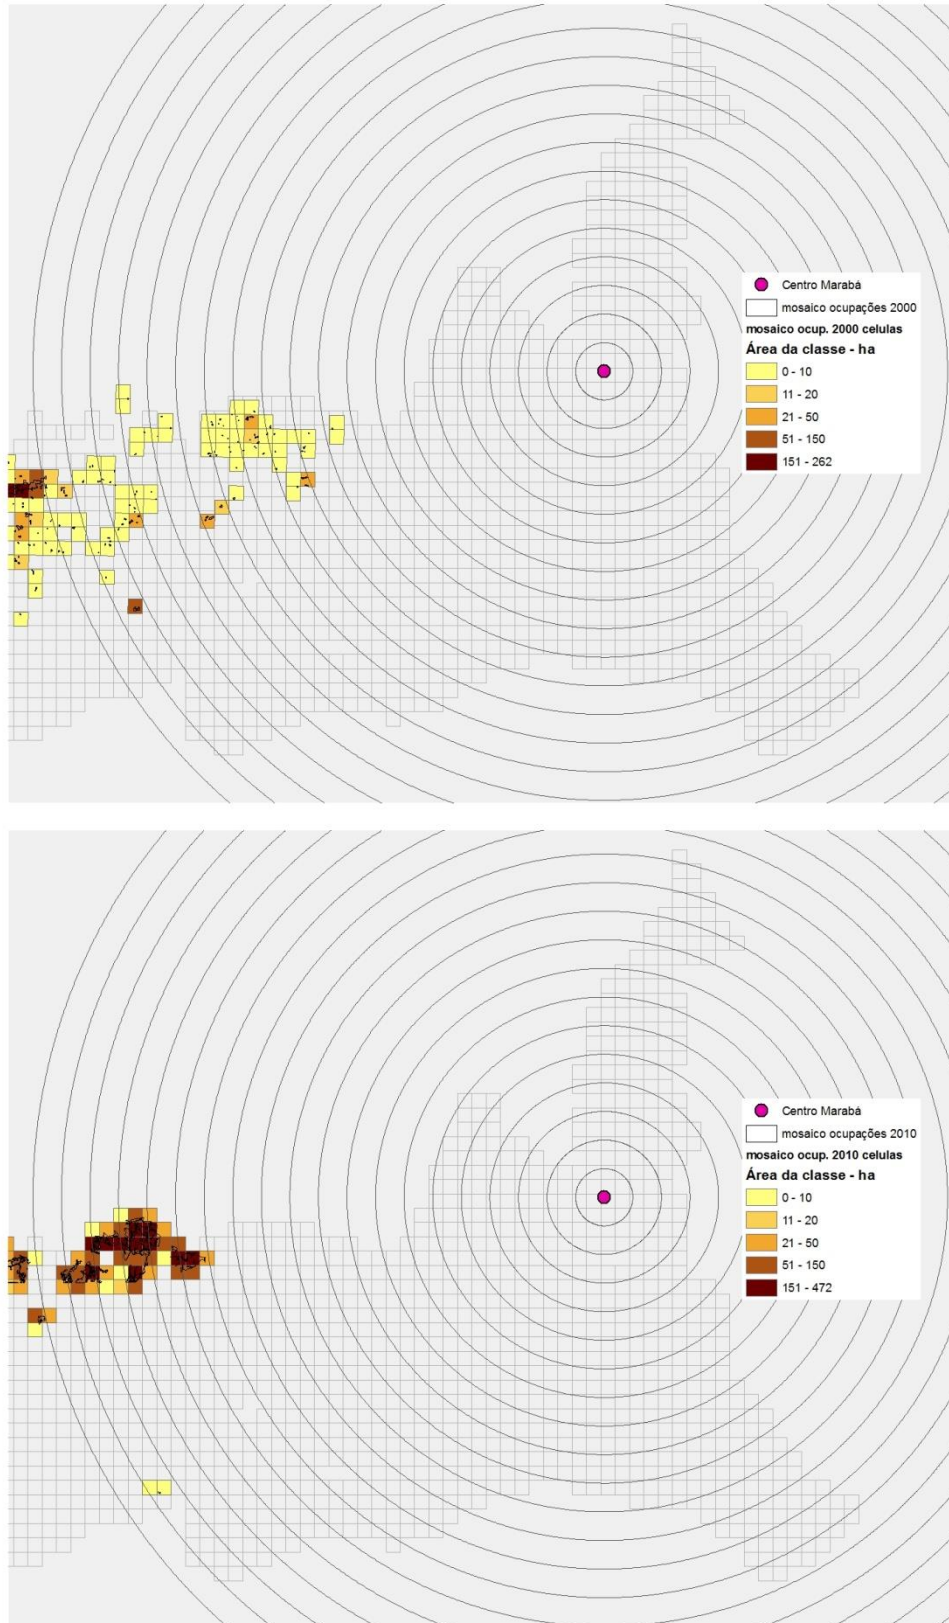 Centro Marabá
mosaico ocupações 2000
mosaico ocup. 2000 celulas
Área da classe - ha
0 - 10
11 - 20
21 - 50
51 - 150
151 - 262
Centro Marabá
mosaico ocupações 2010
mosaico ocup. 2010 celulas
Área da classe - ha
0 - 10
11 - 20
21 - 50
51 - 150
151 - 472